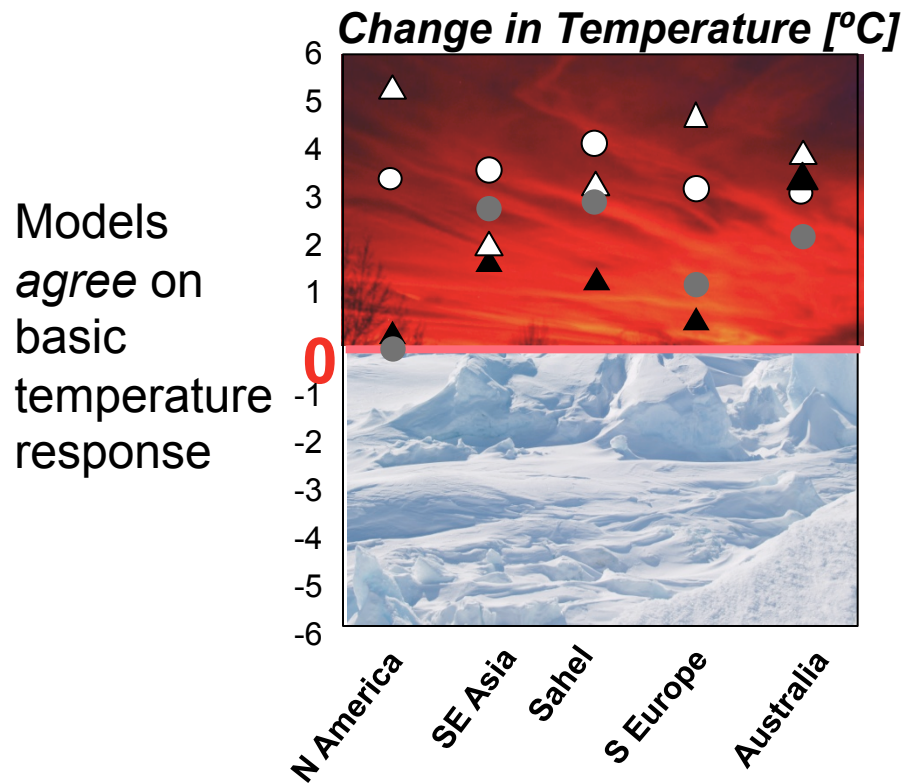 Change in Temperature [ºC]
6
5
4
3
2
1
0
-1
-2
-3
-4
-5
-6
Models
agree on
basic
temperature
response
N America
SE Asia
Sahel
S Europe
Australia